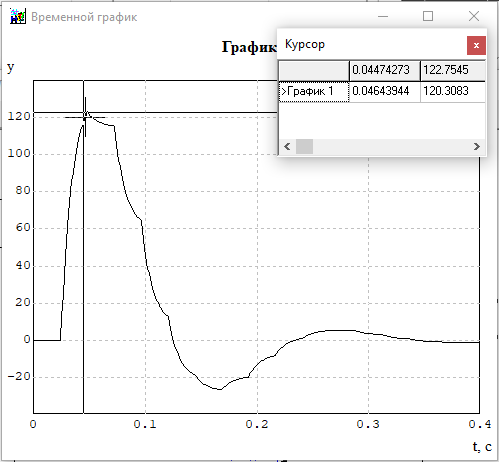 Временной график
График
Курсор
x
0.04474273 122.7545
>График 1 0.04643944 120.3083
y
120
100
80
60
40
20
0
-20
0 0.1 0.2 0.3 0.4
t, c